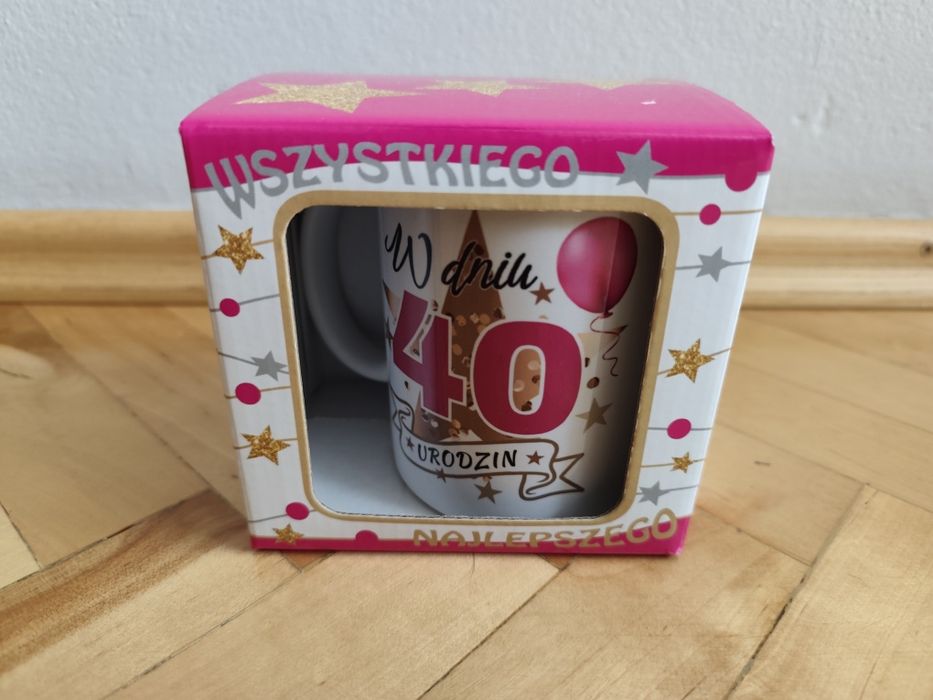 WSZYSTKIEGO
W dniu
40
URODZIN
NAJLEPSZEGO